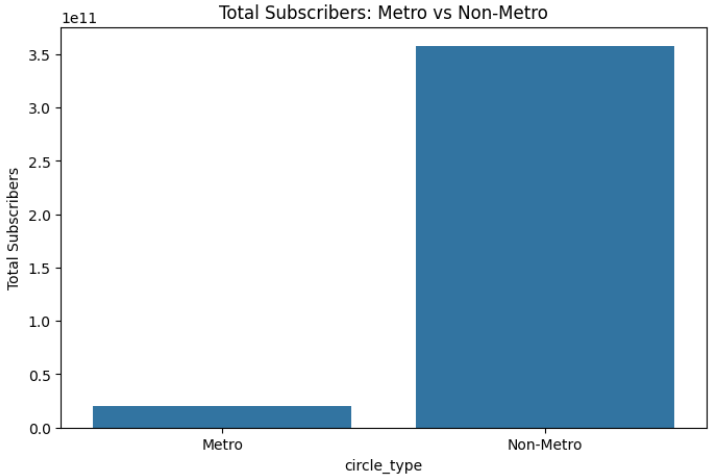 Total Subscribers: Metro vs Non-Metro
1e11
3.5
3.0
2.5
2.0
1.5
1.0
0.5
0.0
Total Subscribers
Metro
Non-Metro
circle_type